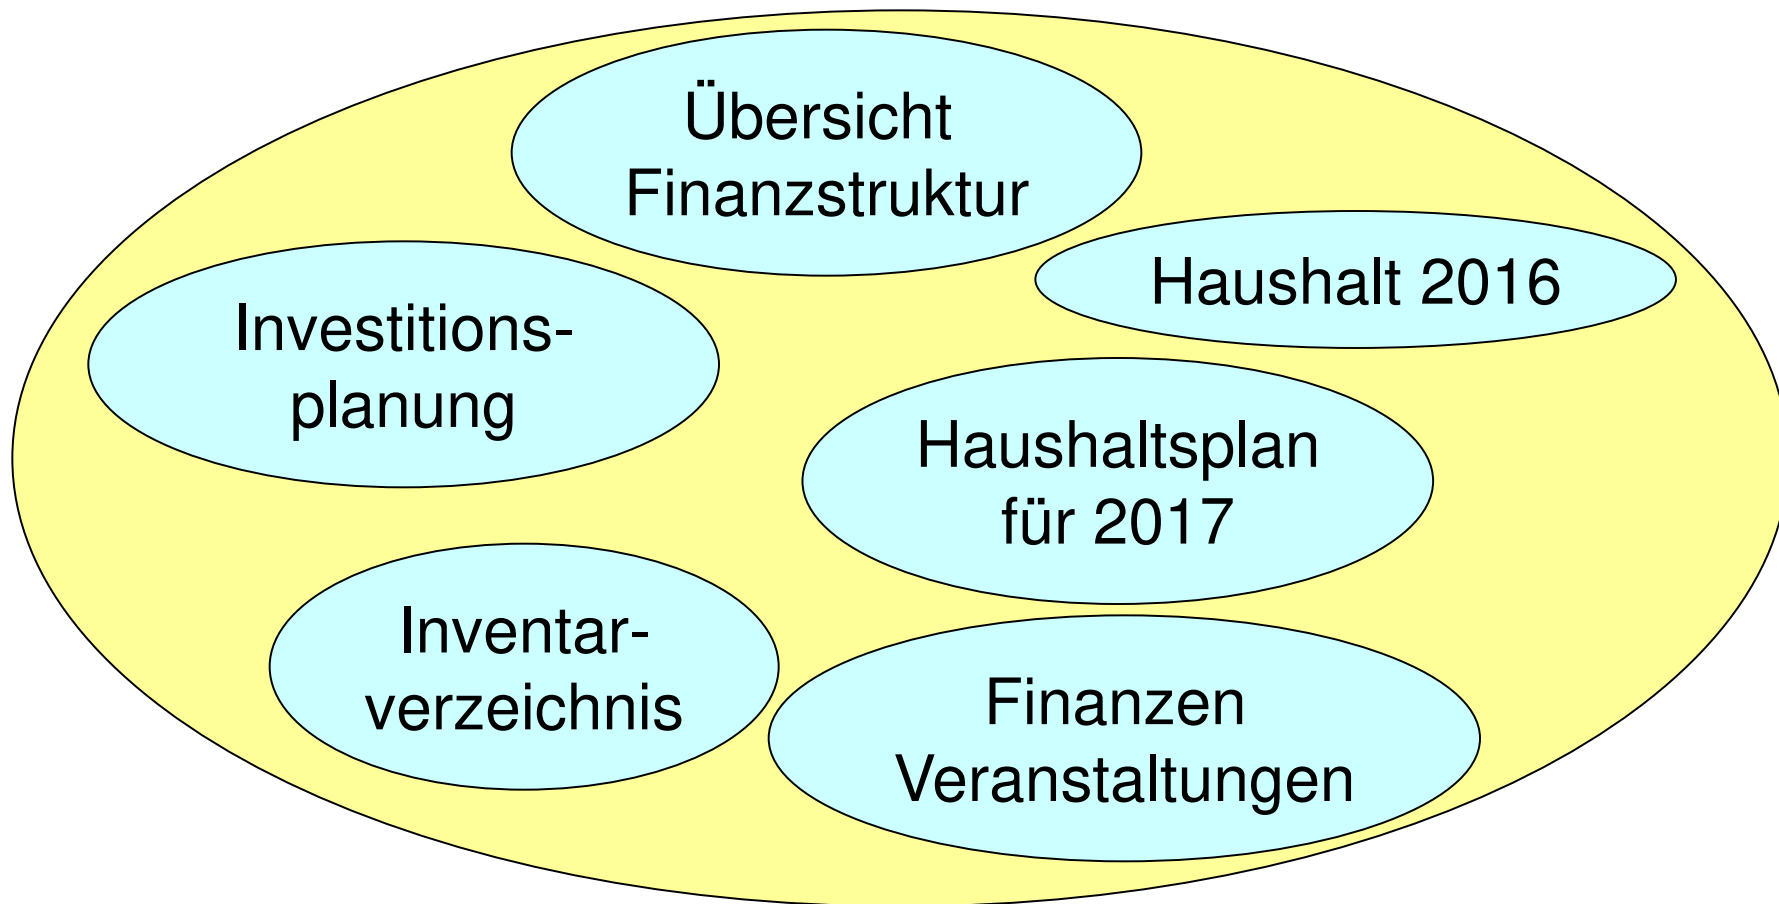 Übersicht
Finanzstruktur
Haushalt 2016
Investitions-
planung
Haushaltsplan
für 2017
Inventar-
verzeichnis
Finanzen
Veranstaltungen